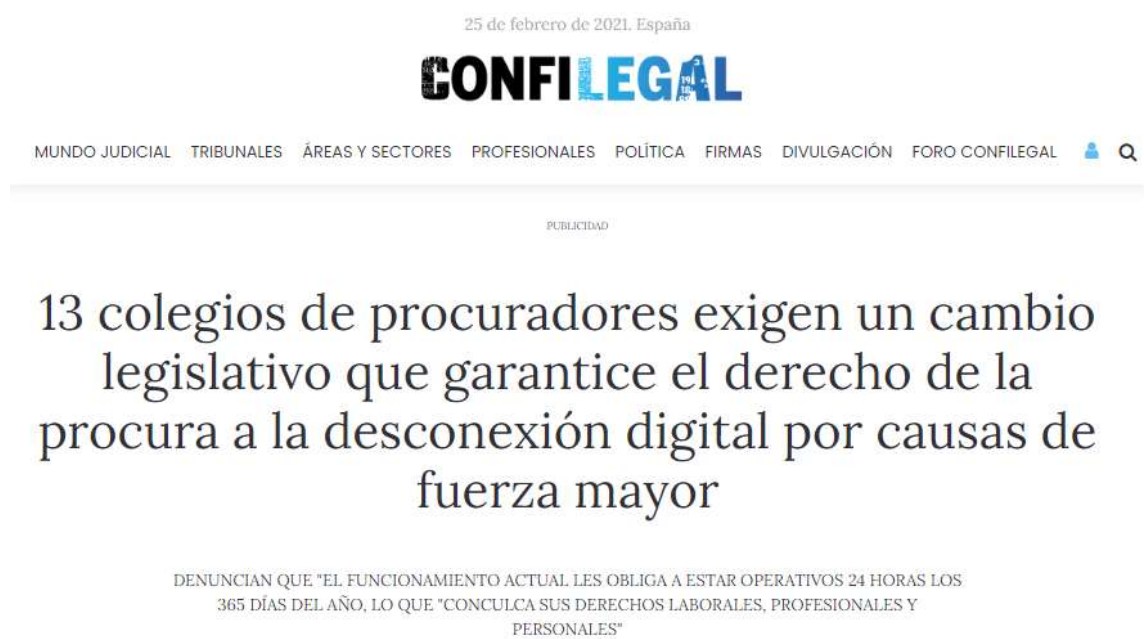 25 de febrero de 2021. España
CONFILEGAL
MUNDO JUDICIAL TRIBUNALES ÁREAS Y SECTORES PROFESIONALES POLÍTICA FIRMAS DIVULGACIÓN FORO CONFILEGAL
PUBLICIDAD
13 colegios de procuradores exigen un cambio
legislativo que garantice el derecho de la
procura a la desconexión digital por causas de
fuerza mayor
DENUNCIAN QUE "EL FUNCIONAMIENTO ACTUAL LES OBLIGA A ESTAR OPERATIVOS 24 HORAS LOS
365 DÍAS DEL AÑO, LO QUE "CONCULCA SUS DERECHOS LABORALES, PROFESIONALES Y
PERSONALES"